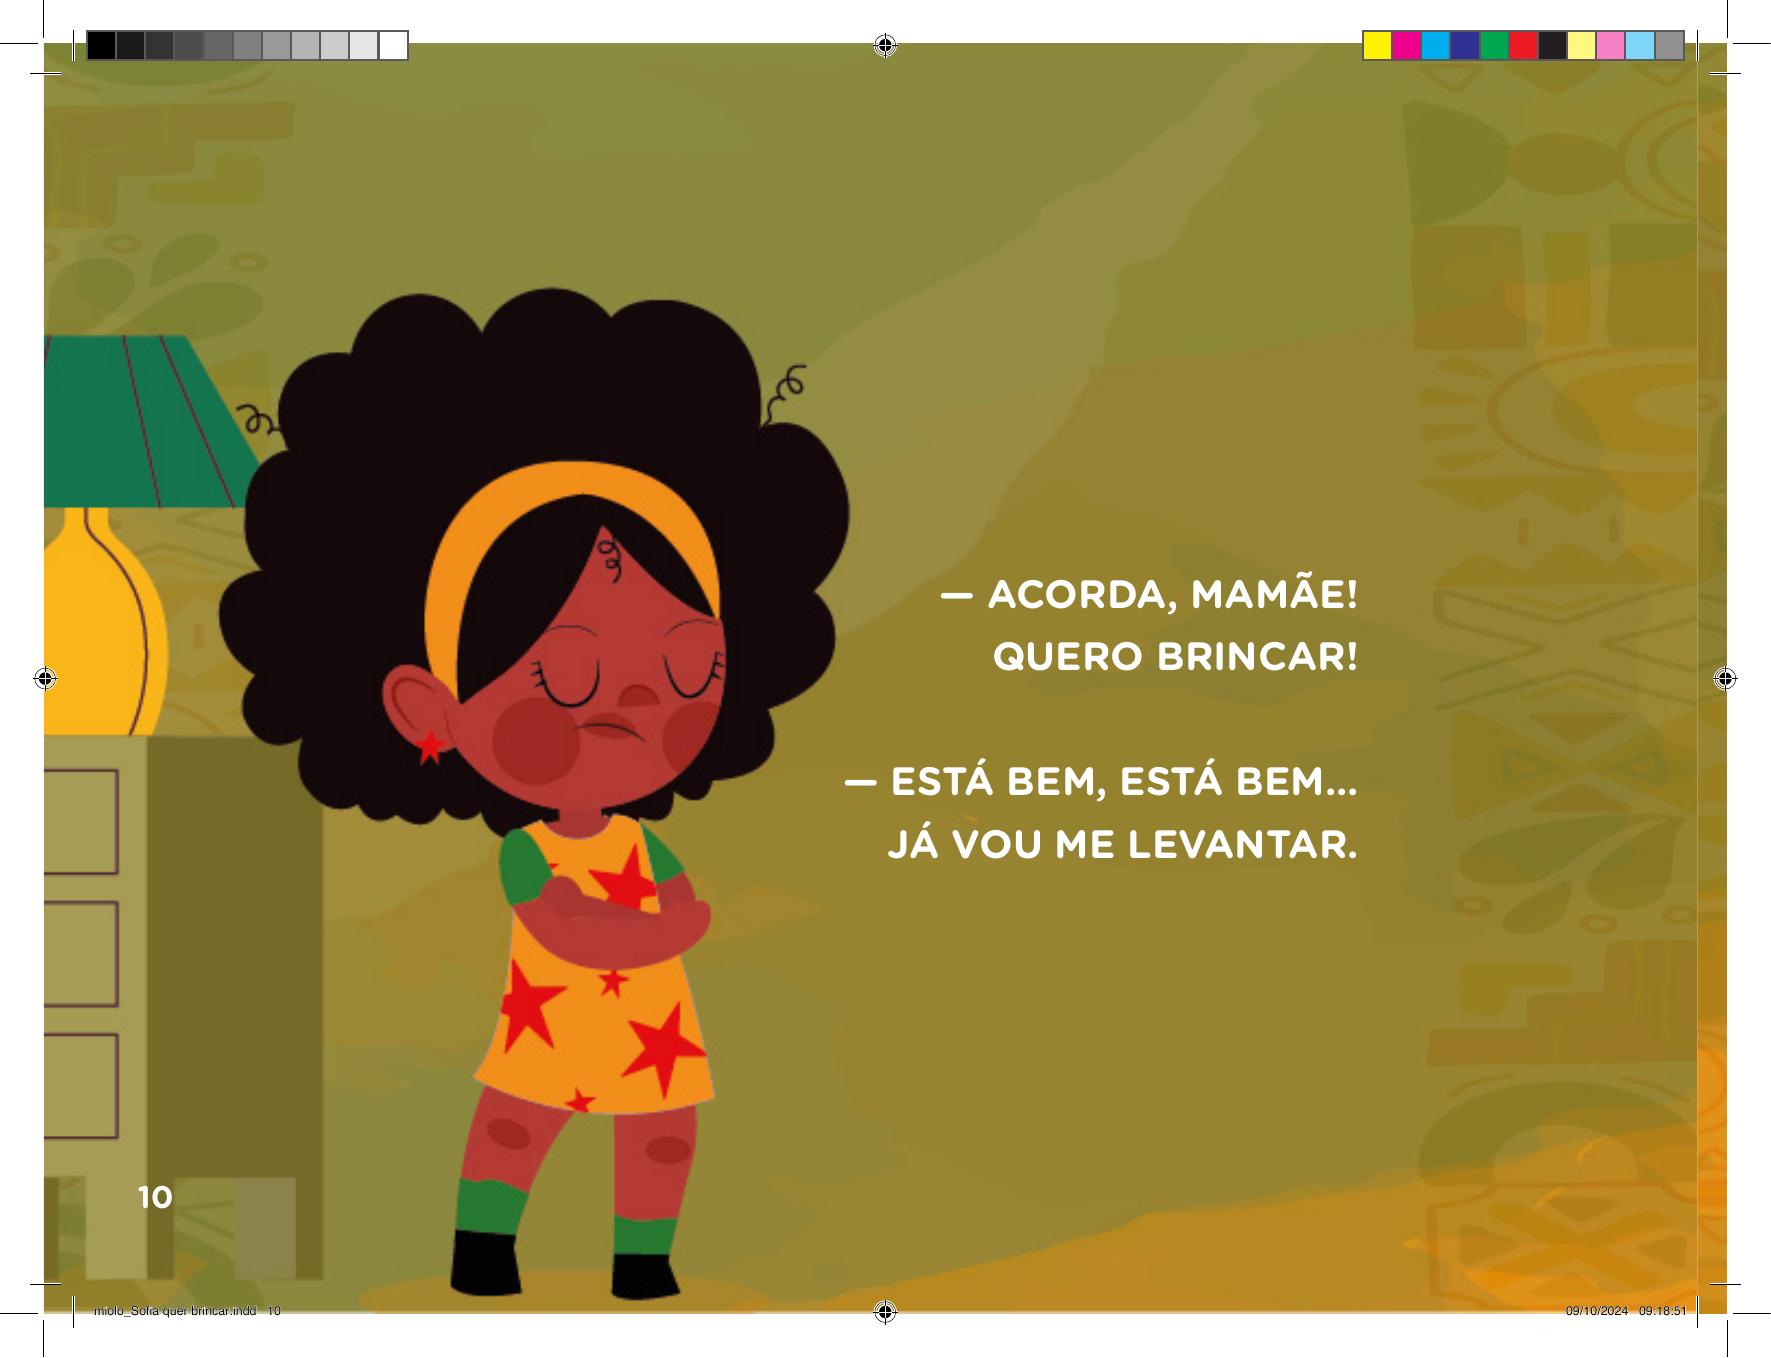 — ACORDA, MAMÃE!
QUERO BRINCAR!
— ESTÁ BEM, ESTÁ BEM...
JÁ VOU ME LEVANTAR.
10
miolo_Sofia quer brincar.indd   10
09/10/2024   09:18:51